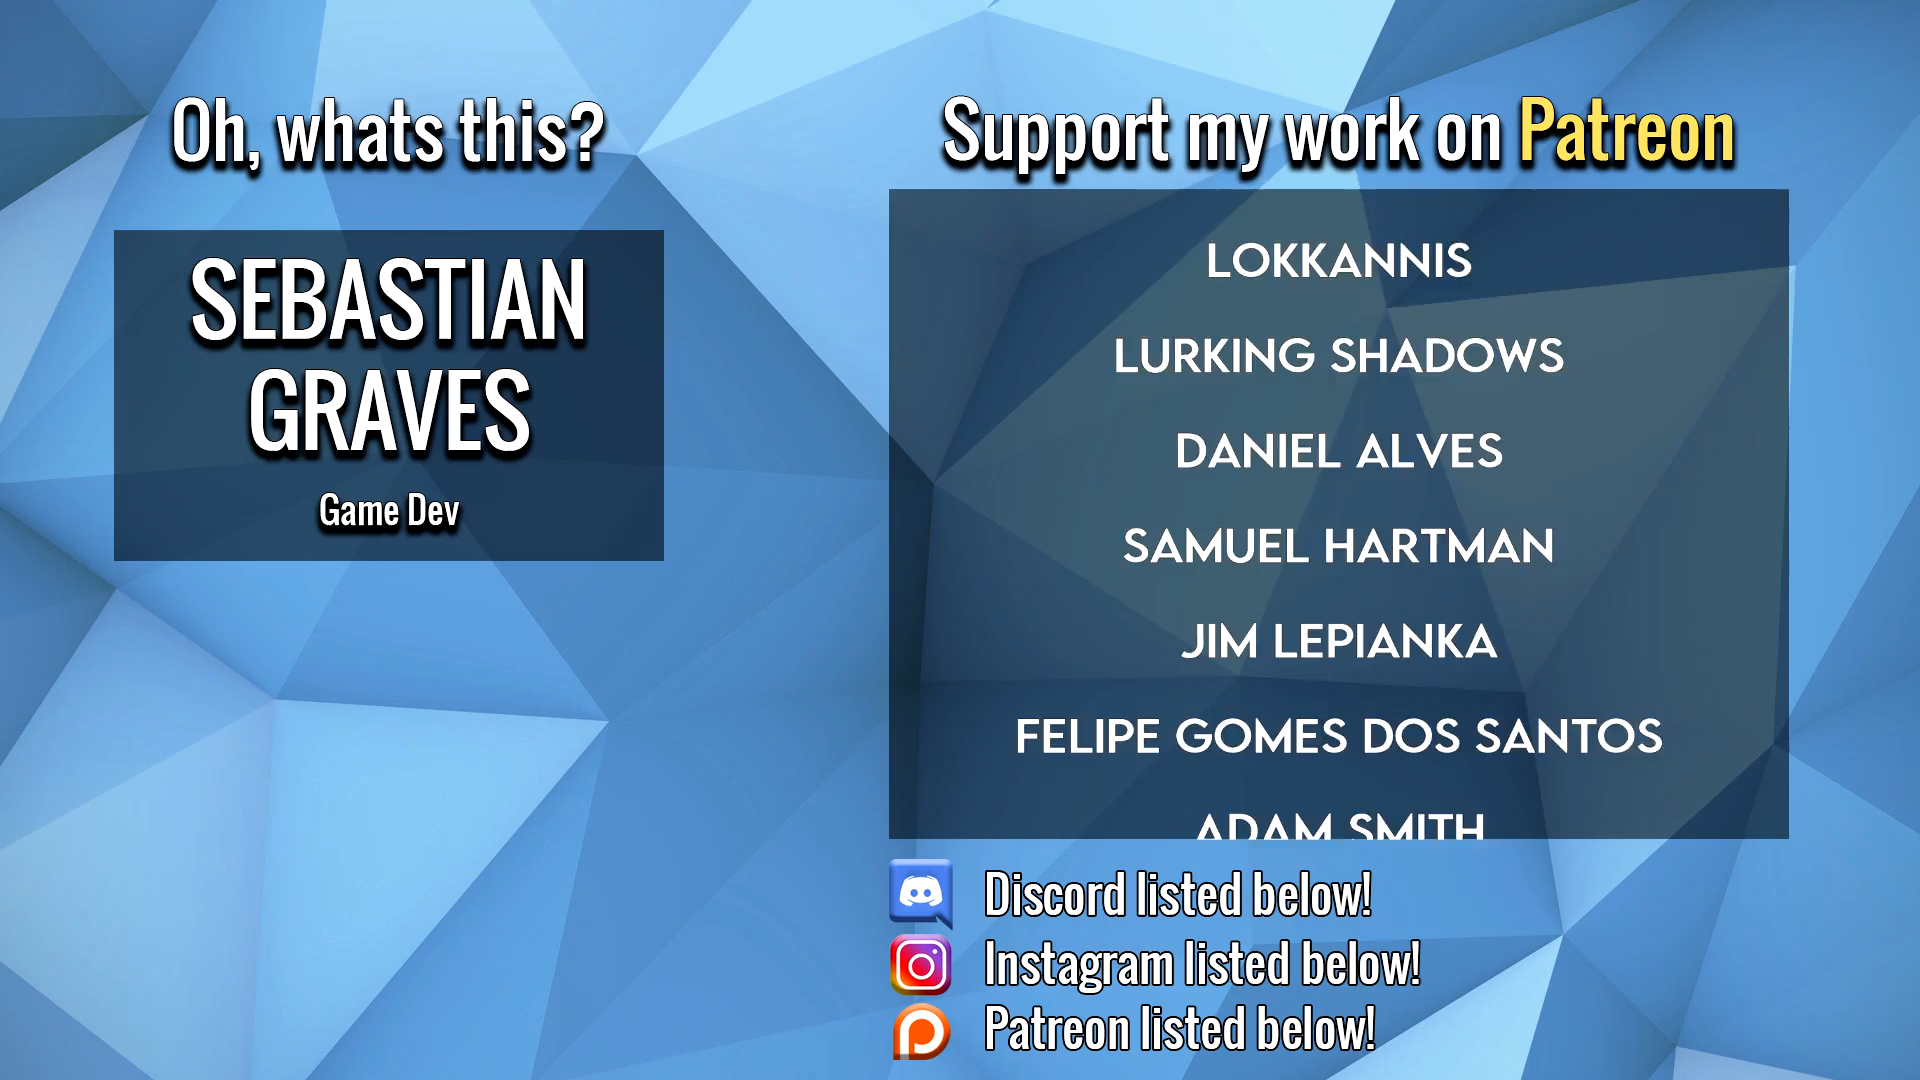 Oh, whats this?
SEBASTIAN
GRAVES
Game Dev
Support my work on Patreon
LOKKANNIS
LURKING SHADOWS
DANIEL ALVES
SAMUEL HARTMAN
JIM LEPIANKA
FELIPE GOMES DOS SANTOS
ADAM SMITH
Discord listed below!
Instagram listed below!
Patreon listed below!